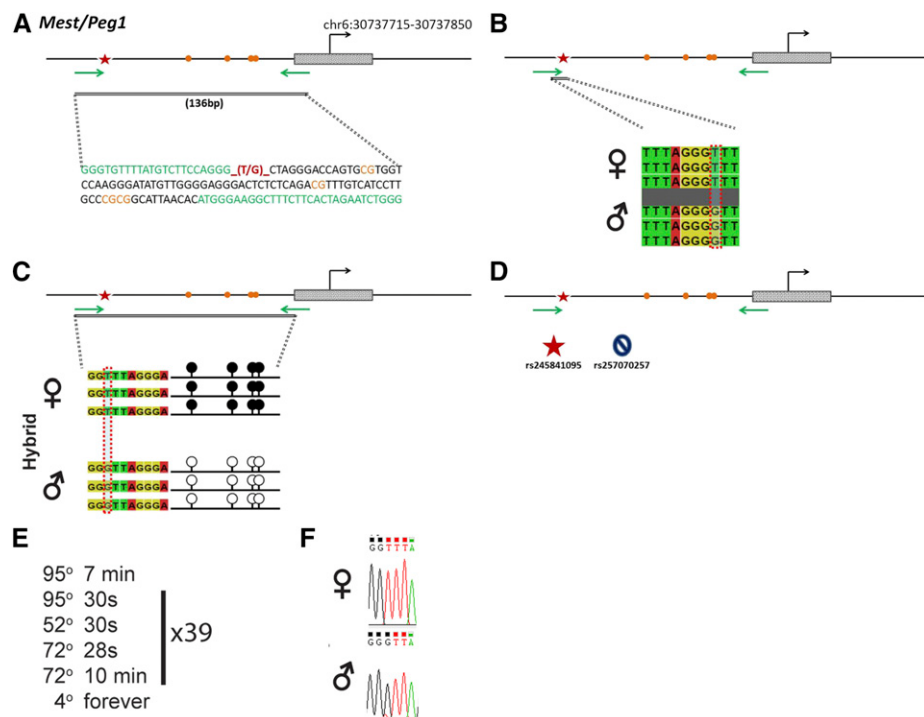 A Mest/Peg1 chr6:30737715-30737850
(136bp)
GGGTGTTTTATGTCTTCCAGGG_(T/G)_CTAGGGACCAGTGCGTGGT
CCAAGGGATATGTTGGGGAGGGACTCTCTCAGACGTTTGTCATCCTT
GCCCGCGGCATTAACACATGGGAAGGCTTTCTTCACTAGAATCTGGG
B
♀
TTTAGGGTTT
TTTAGGGTTT
TTTAGGGTTT
♂
TTTAGGGGTT
TTTAGGGGTT
TTTAGGGGTT
C
Hybrid
♀
GGTTTAGGGA
GGTTTAGGGA
GGTTTAGGGA
♂
GGGTTAGGGA
GGGTTAGGGA
GGGTTAGGGA
D
rs245841095 rs257070257
E
95° 7 min
95° 30s
52° 30s
72° 28s
72° 10 min
4° forever
x39
F
♀
GGTTTA
♂
GGGTTA